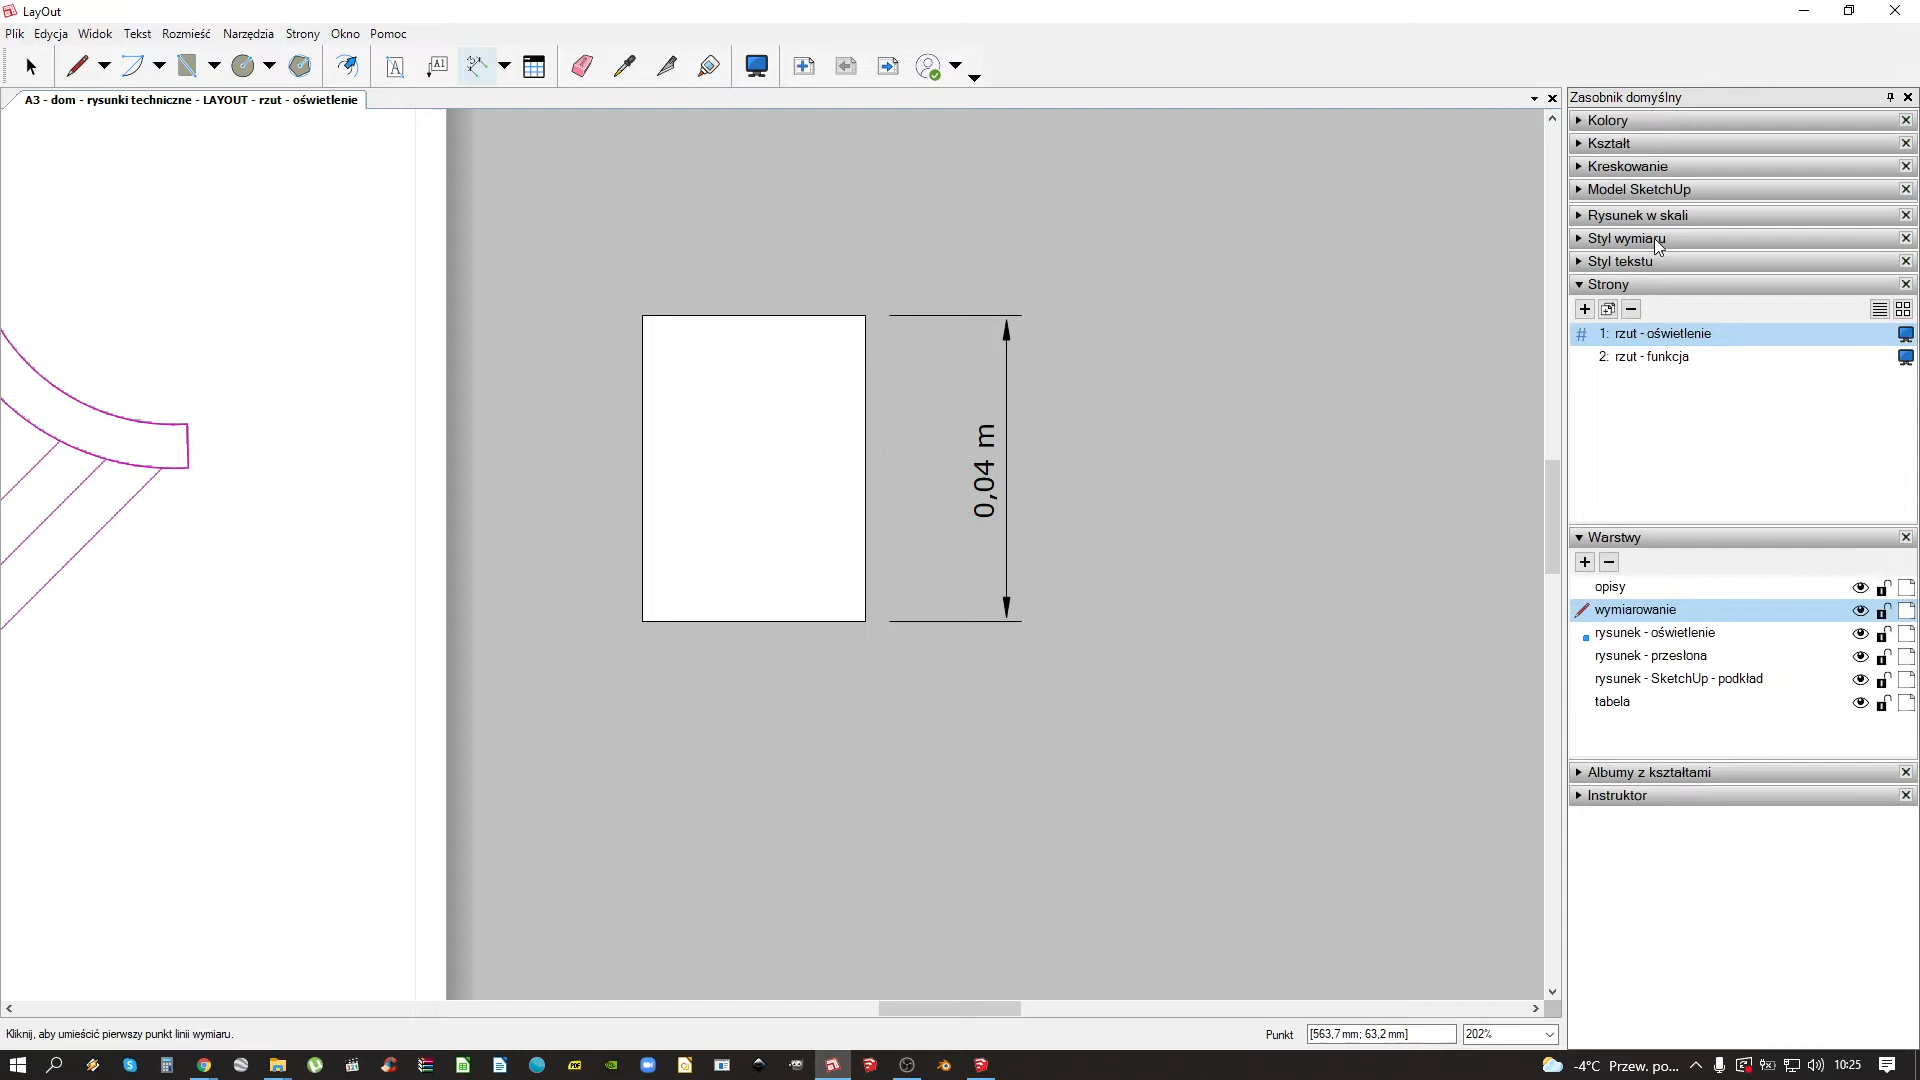 LayOut
Plik Edycja Widok Tekst Rozmieść Narzędzia Strony Okno Pomoc
A3 - dom - rysunki techniczne - LAYOUT - rzut - oświetlenie
0,04 m
Zasobnik domyślny
Kolory
Kształt
Kreskowanie
Model SketchUp
Rysunek w skali
Styl wymiaru
Styl tekstu
Strony
1: rzut - oświetlenie
2: rzut - funkcja
Warstwy
opisy
wymiarowanie
rysunek - oświetlenie
rysunek - przesłona
rysunek - SketchUp - podkład
tabela
Albumy z kształtami
Instruktor
Kliknij, aby umieścić pierwszy punkt linii wymiaru.
Punkt [563,7 mm; 63,2 mm] 202%
-4°C Przew. po... 10:25